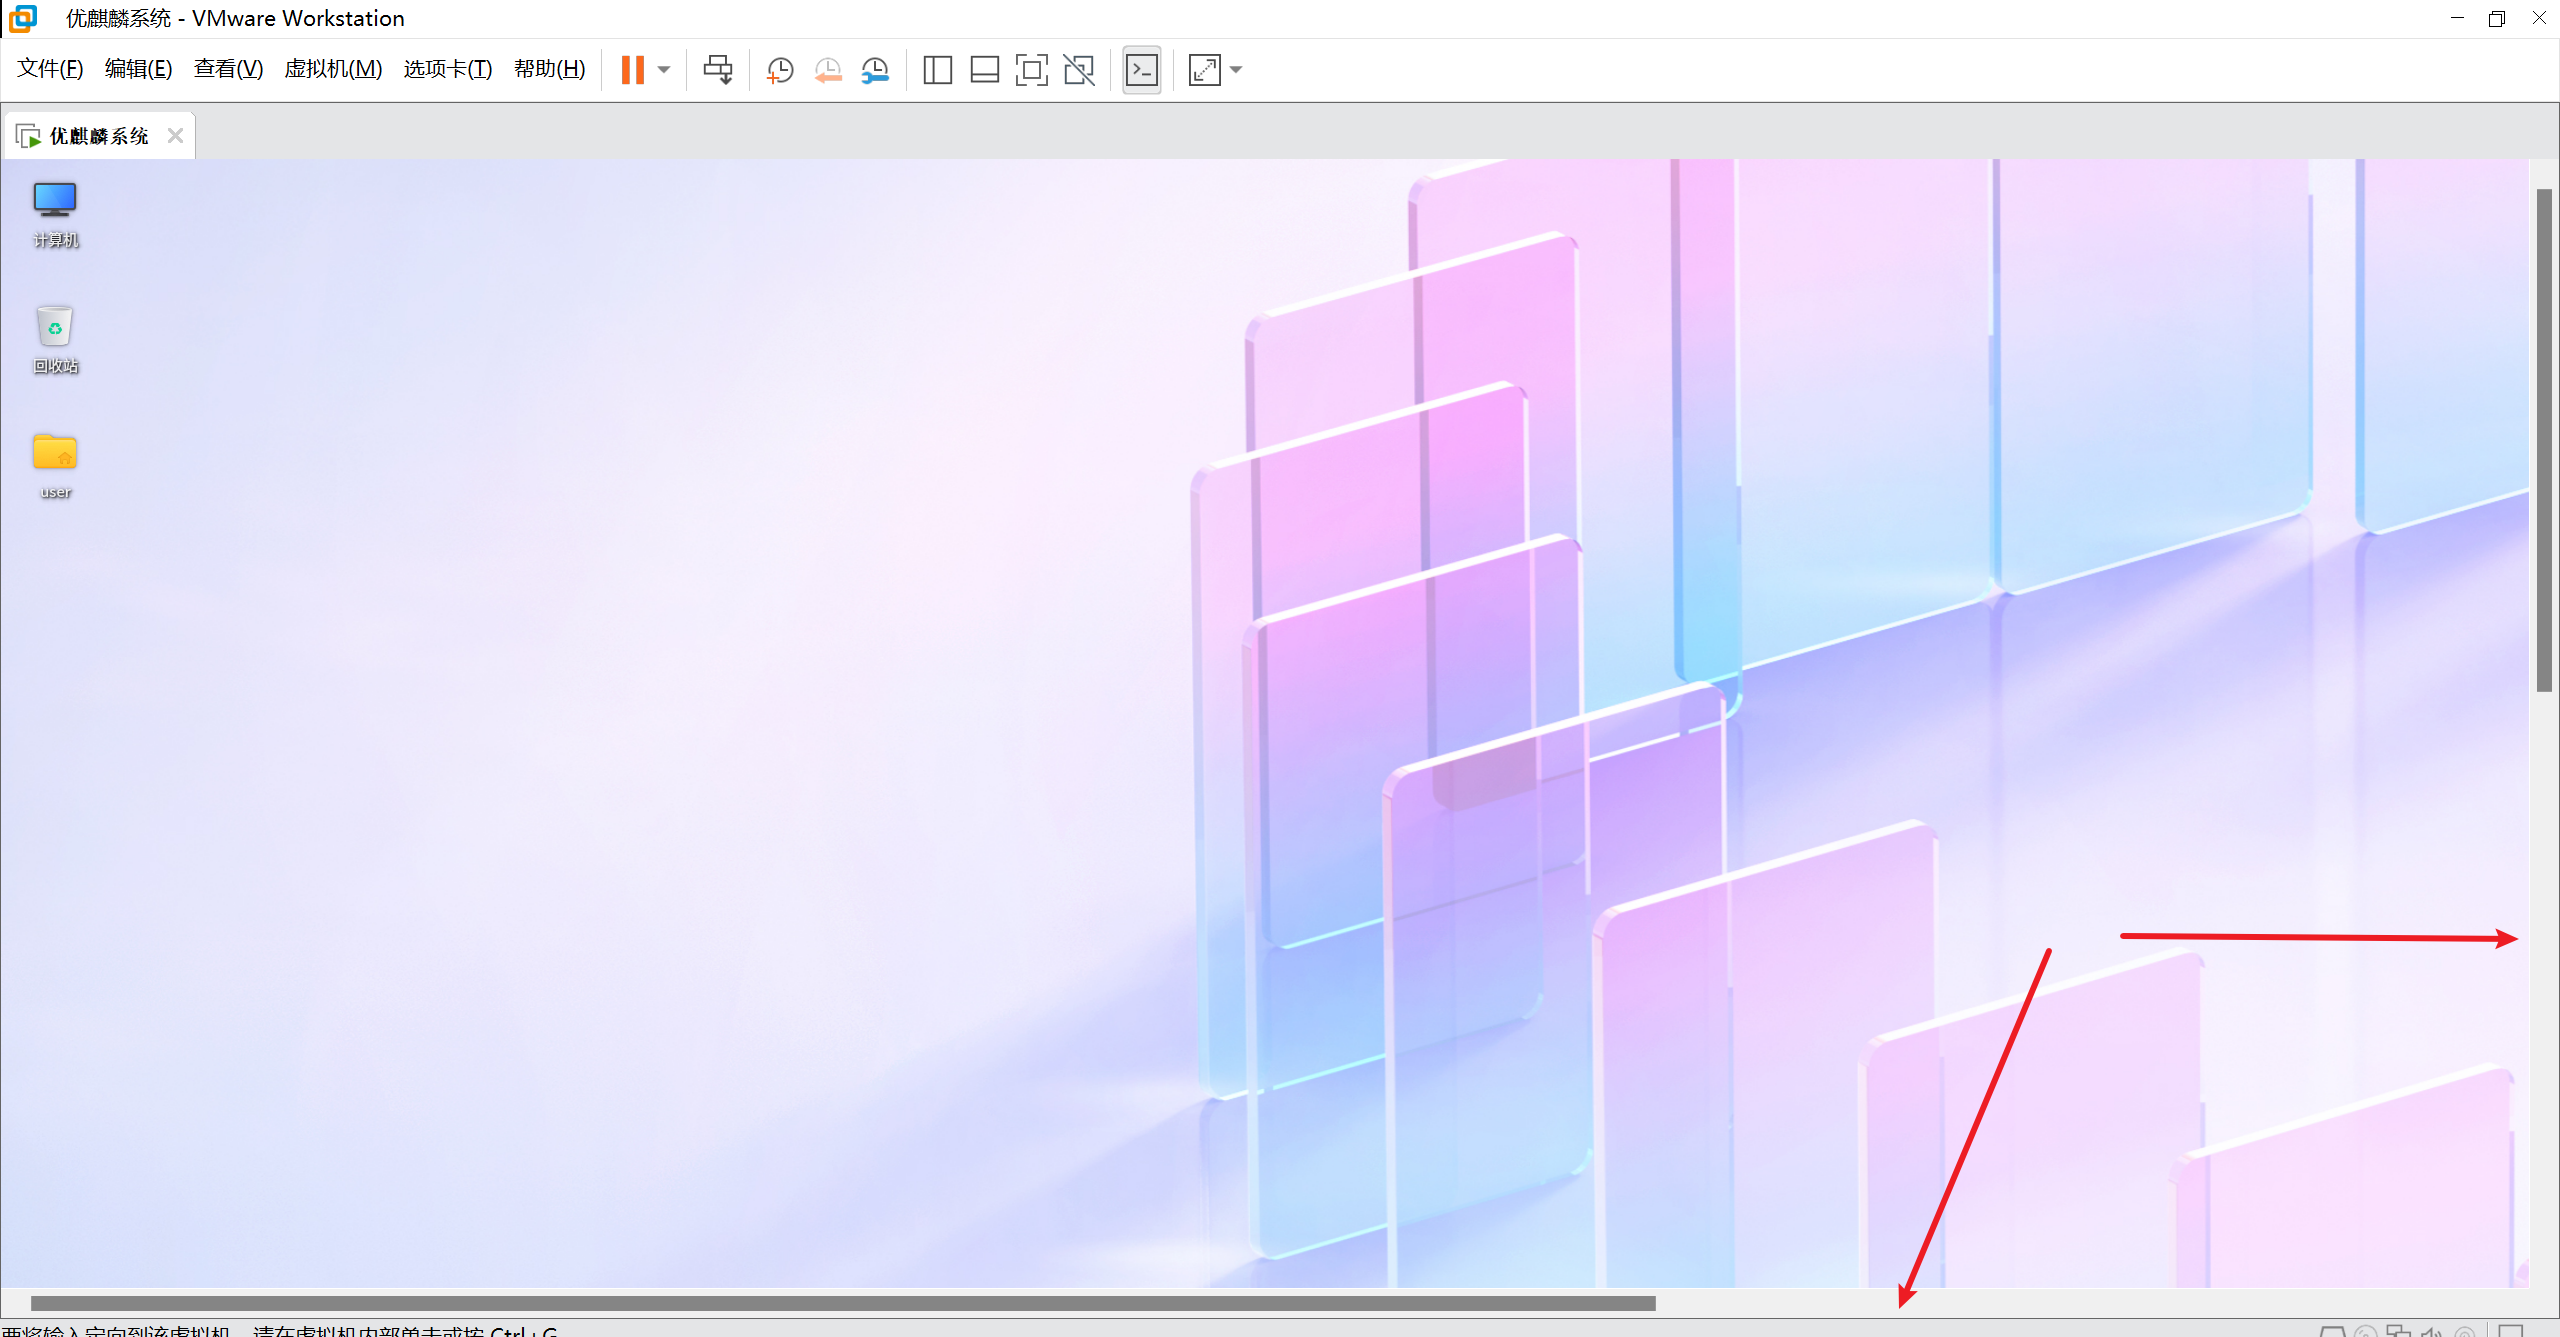 优麒麟系统 - VMware Workstation
文件(F) 编辑(E) 查看(V) 虚拟机(M) 选项卡(T) 帮助(H)
优麒麟系统
计算机
回收站
user
要将输入定向到该虚拟机，请在虚拟机内部单击或按 Ctrl+G。